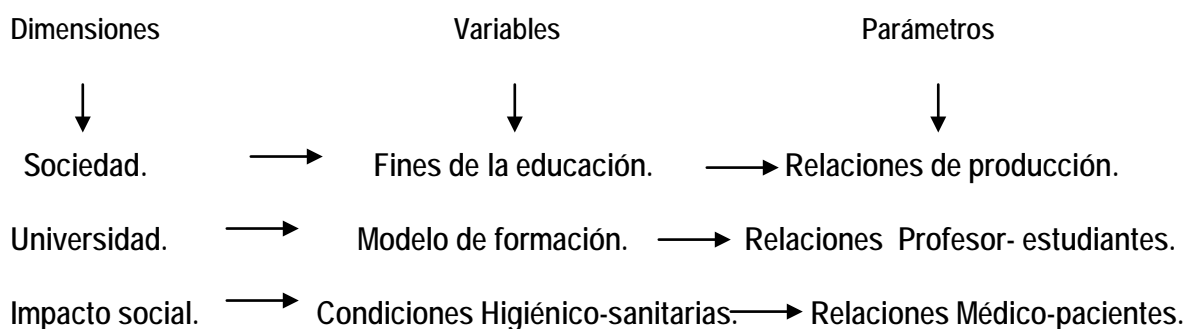 Dimensiones Variables Parámetros
Sociedad. Fines de la educación. Relaciones de producción.
Universidad. Modelo de formación. Relaciones Profesor- estudiantes.
Impacto social. Condiciones Higiénico-sanitarias. Relaciones Médico-pacientes.